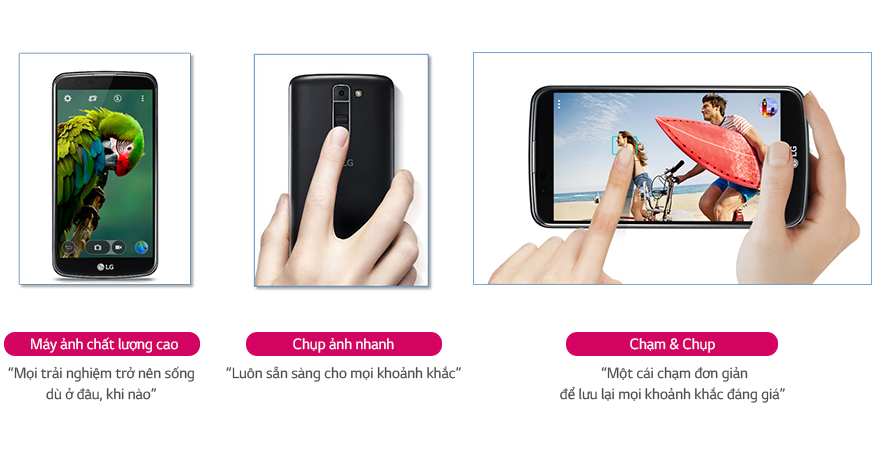 LG
LG
LG
Máy ảnh chất lượng cao
“Mọi trải nghiệm trở nên sống
dù ở đâu, khi nào”
Chụp ảnh nhanh
“Luôn sẵn sàng cho mọi khoảnh khắc”
Chạm & Chụp
“Một cái chạm đơn giản
để lưu lại mọi khoảnh khắc đáng giá”